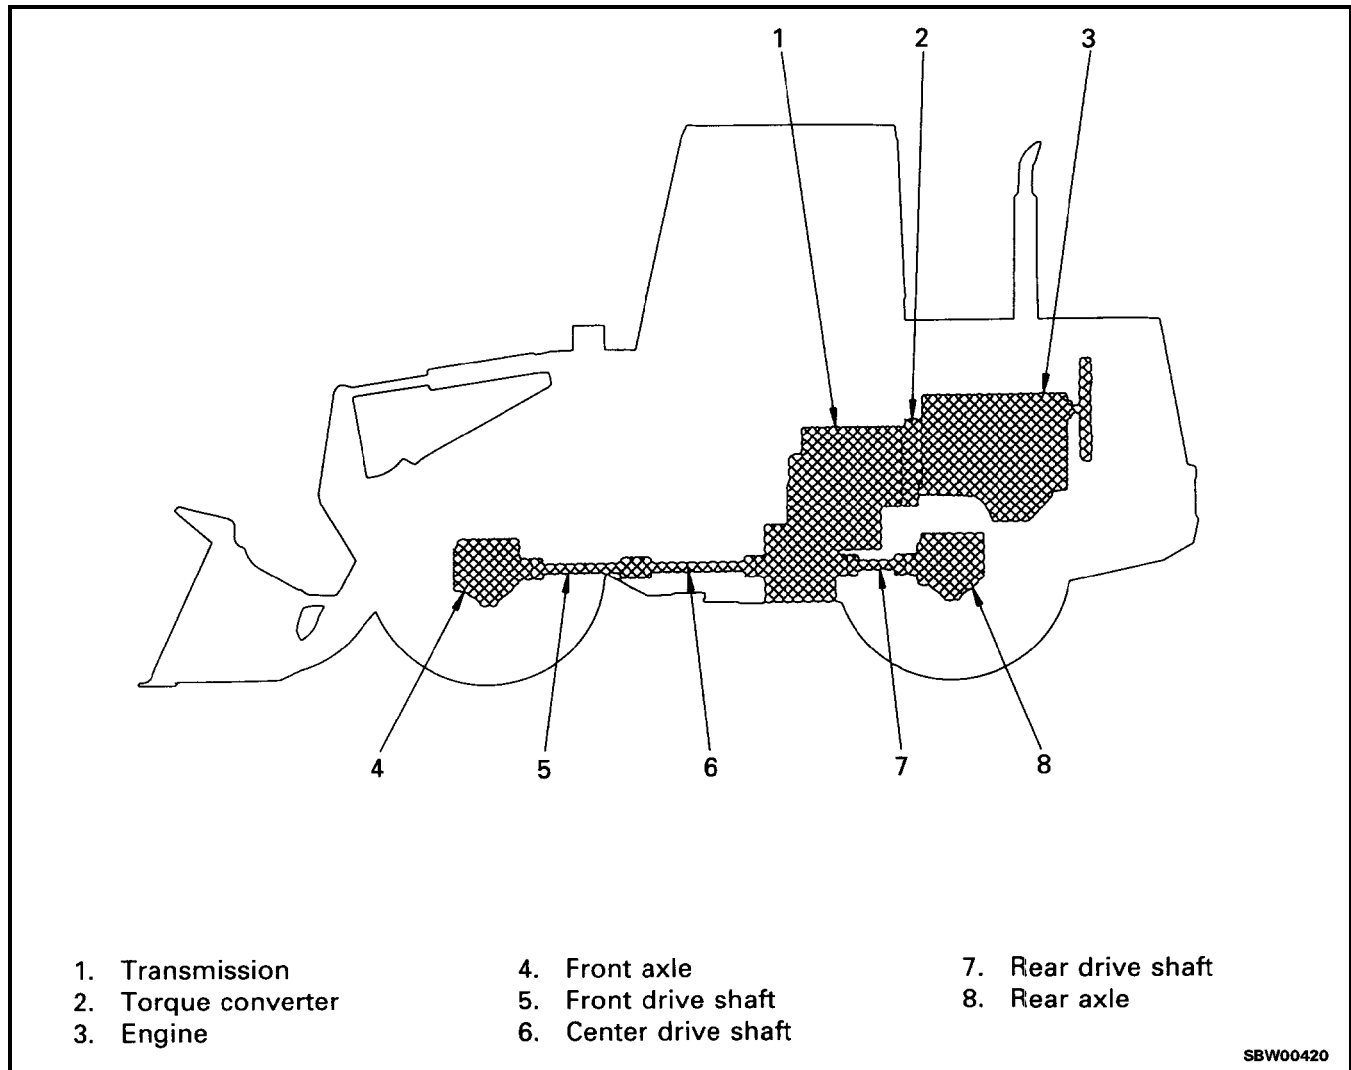 1 2 3
4 5 6 7 8
1. Transmission
2. Torque converter
3. Engine
4. Front axle
5. Front drive shaft
6. Center drive shaft
7. Rear drive shaft
8. Rear axle
SBW00420